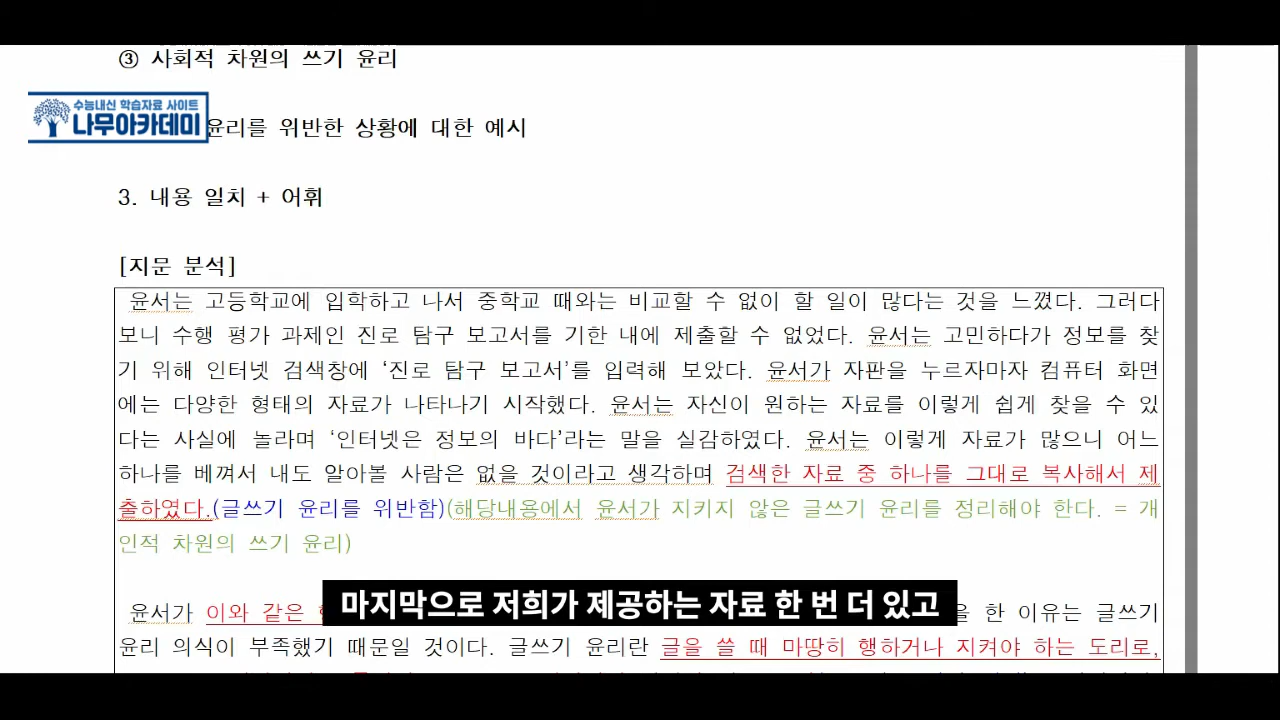 ③ 사회적 차원의 쓰기 윤리
수능내신 학습자료 사이트
나무아카데미
윤리를 위반한 상황에 대한 예시
3. 내용 일치 + 어휘
[지문 분석]
윤서는 고등학교에 입학하고 나서 중학교 때와는 비교할 수 없이 할 일이 많다는 것을 느꼈다. 그러다
보니 수행 평가 과제인 진로 탐구 보고서를 기한 내에 제출할 수 없었다. 윤서는 고민하다가 정보를 찾
기 위해 인터넷 검색창에 ‘진로 탐구 보고서’를 입력해 보았다. 윤서가 자판을 누르자마자 컴퓨터 화면
에는 다양한 형태의 자료가 나타나기 시작했다. 윤서는 자신이 원하는 자료를 이렇게 쉽게 찾을 수 있
다는 사실에 놀라며 ‘인터넷은 정보의 바다’라는 말을 실감하였다. 윤서는 이렇게 자료가 많으니 어느
하나를 베껴서 내도 알아볼 사람은 없을 것이라고 생각하며 검색한 자료 중 하나를 그대로 복사해서 제
출하였다.(글쓰기 윤리를 위반함)(해당내용에서 윤서가 지키지 않은 글쓰기 윤리를 정리해야 한다. = 개
인적 차원의 쓰기 윤리)
윤서가 이와 같은 한 이유는 글쓰기
마지막으로 저희가 제공하는 자료 한 번 더 있고
윤리 의식이 부족했기 때문일 것이다. 글쓰기 윤리란 글을 쓸 때 마땅히 행하거나 지켜야 하는 도리로,